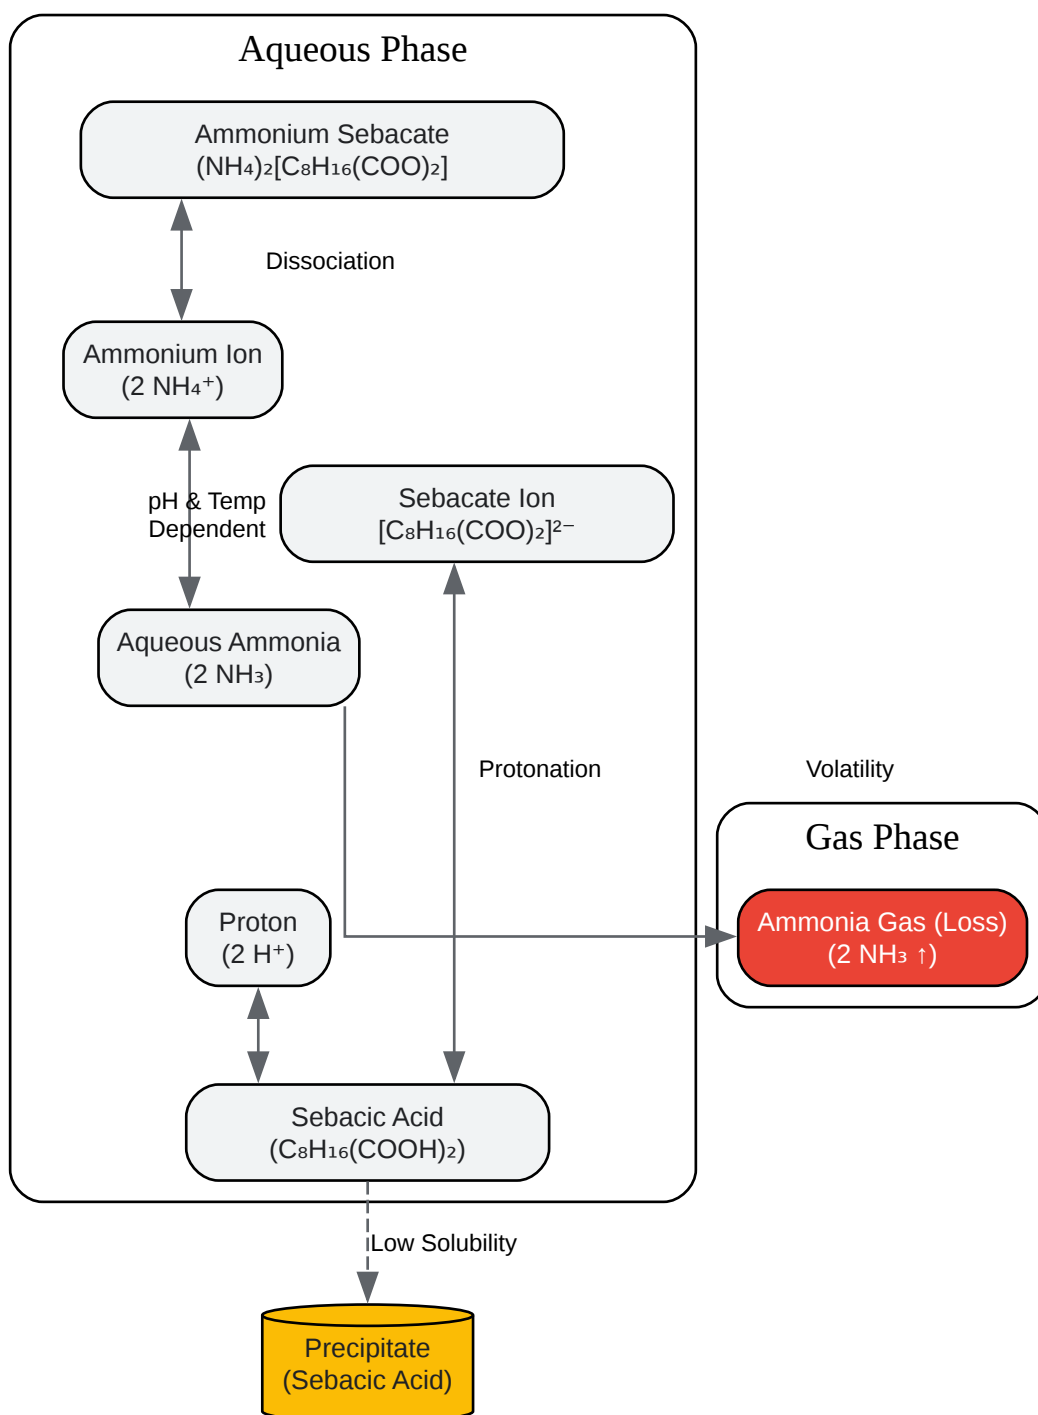 Aqueous Phase
Ammonium Sebacate
(NH₄)₂[C₈H₁₆(COO)₂]
Dissociation
Ammonium Ion
(2 NH₄⁺)
pH & Temp
Dependent
Sebacate Ion
[C₈H₁₆(COO)₂]²⁻
Aqueous Ammonia
(2 NH₃)
Protonation
Volatility
Gas Phase
Proton
(2 H⁺)
Ammonia Gas (Loss)
(2 NH₃ ↑)
Sebacic Acid
(C₈H₁₆(COOH)₂)
Low Solubility
Precipitate
(Sebacic Acid)